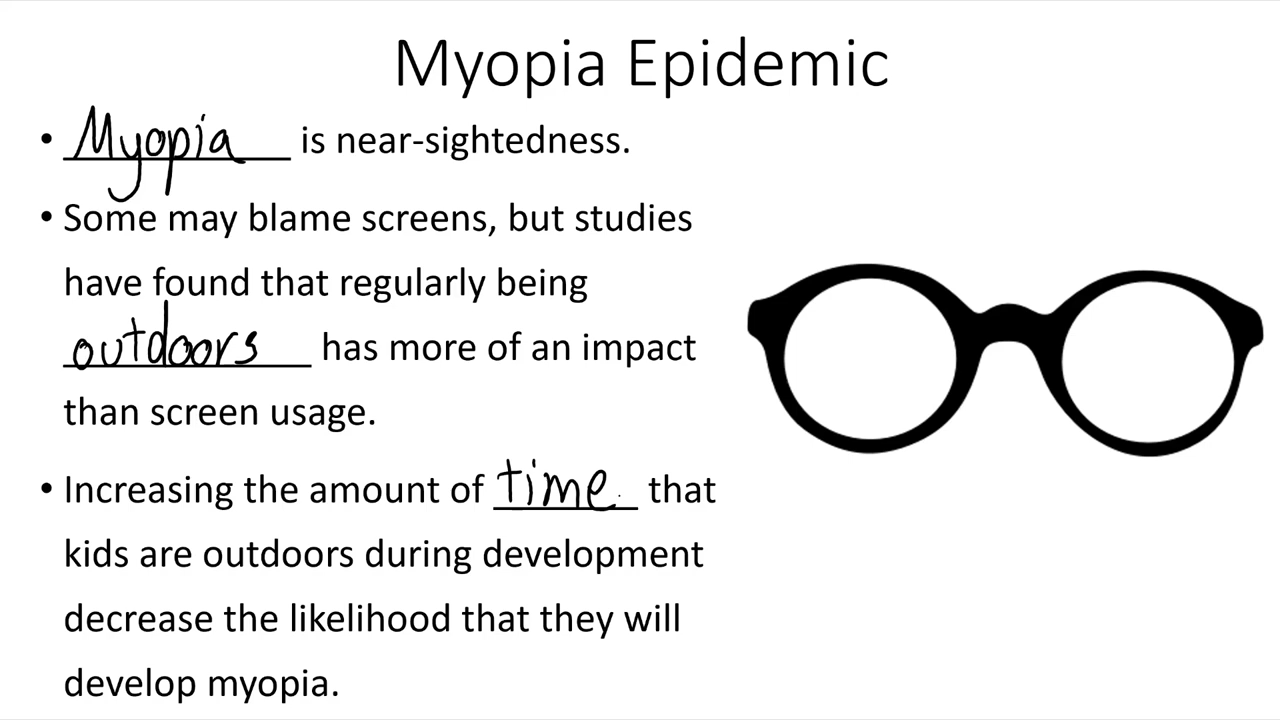 Myopia Epidemic
• Myopia is near-sightedness.
• Some may blame screens, but studies
have found that regularly being
outdoors has more of an impact
than screen usage.
• Increasing the amount of time that
kids are outdoors during development
decrease the likelihood that they will
develop myopia.